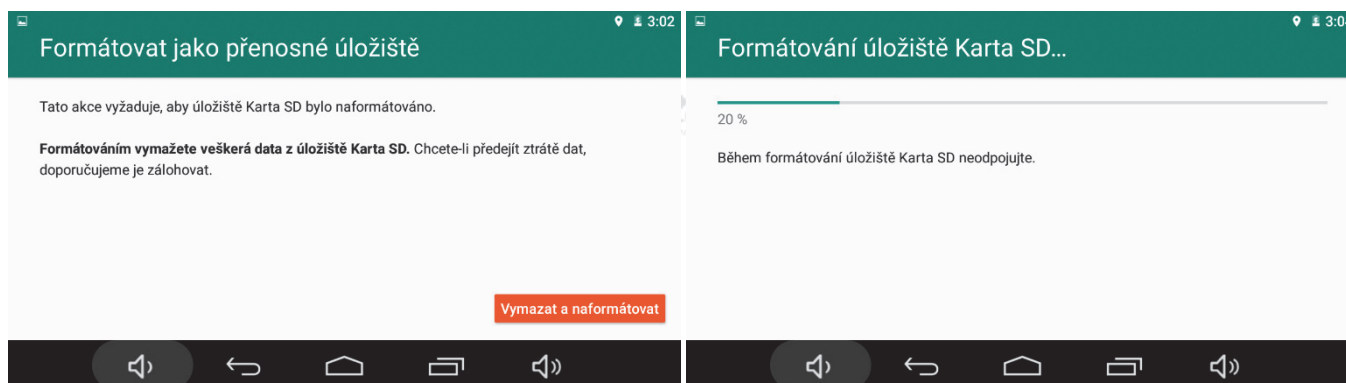 3:02
Formátovat jako přenosné úložiště
Tato akce vyžaduje, aby úložiště Karta SD bylo naformátováno.
Formátováním vymažete veškerá data z úložiště Karta SD. Chcete-li předejít ztrátě dat,
doporučujeme je zálohovat.
Vymazat a naformátovat
Formátování úložiště Karta SD...
20 %
Během formátování úložiště Karta SD neodpojujte.